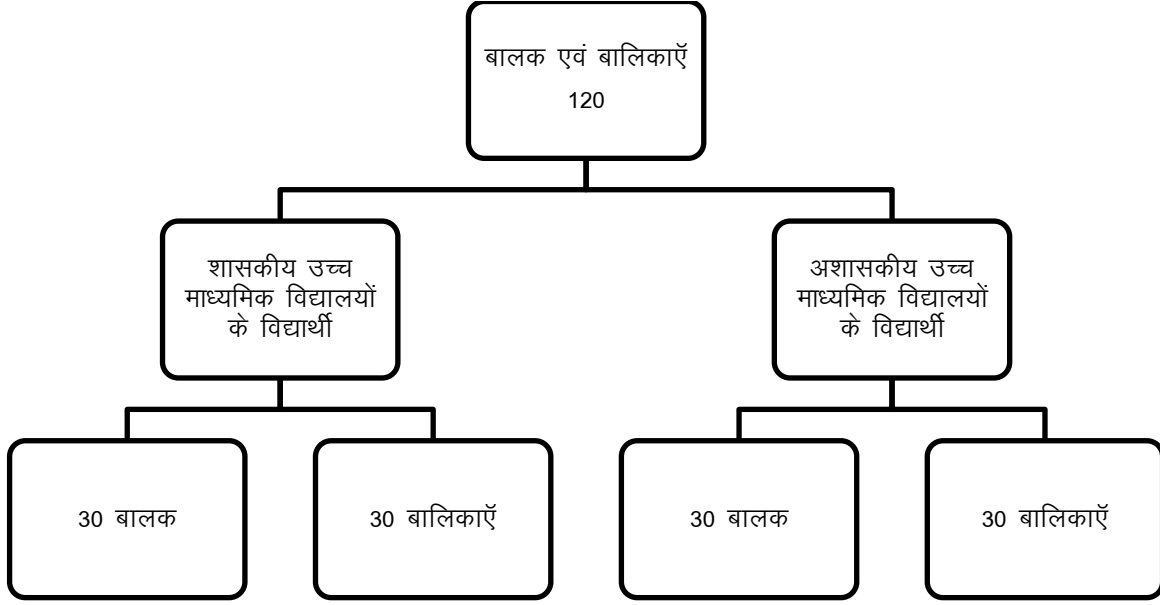 बालक एवं बालिकाऍ
120
शासकीय उच्च
माध्यमिक विद्यालयों
के विद्यार्थी
अशासकीय उच्च
माध्यमिक विद्यालयों
के विद्यार्थी
30 बालक
30 बालिकाऍ
30 बालक
30 बालिकाऍ